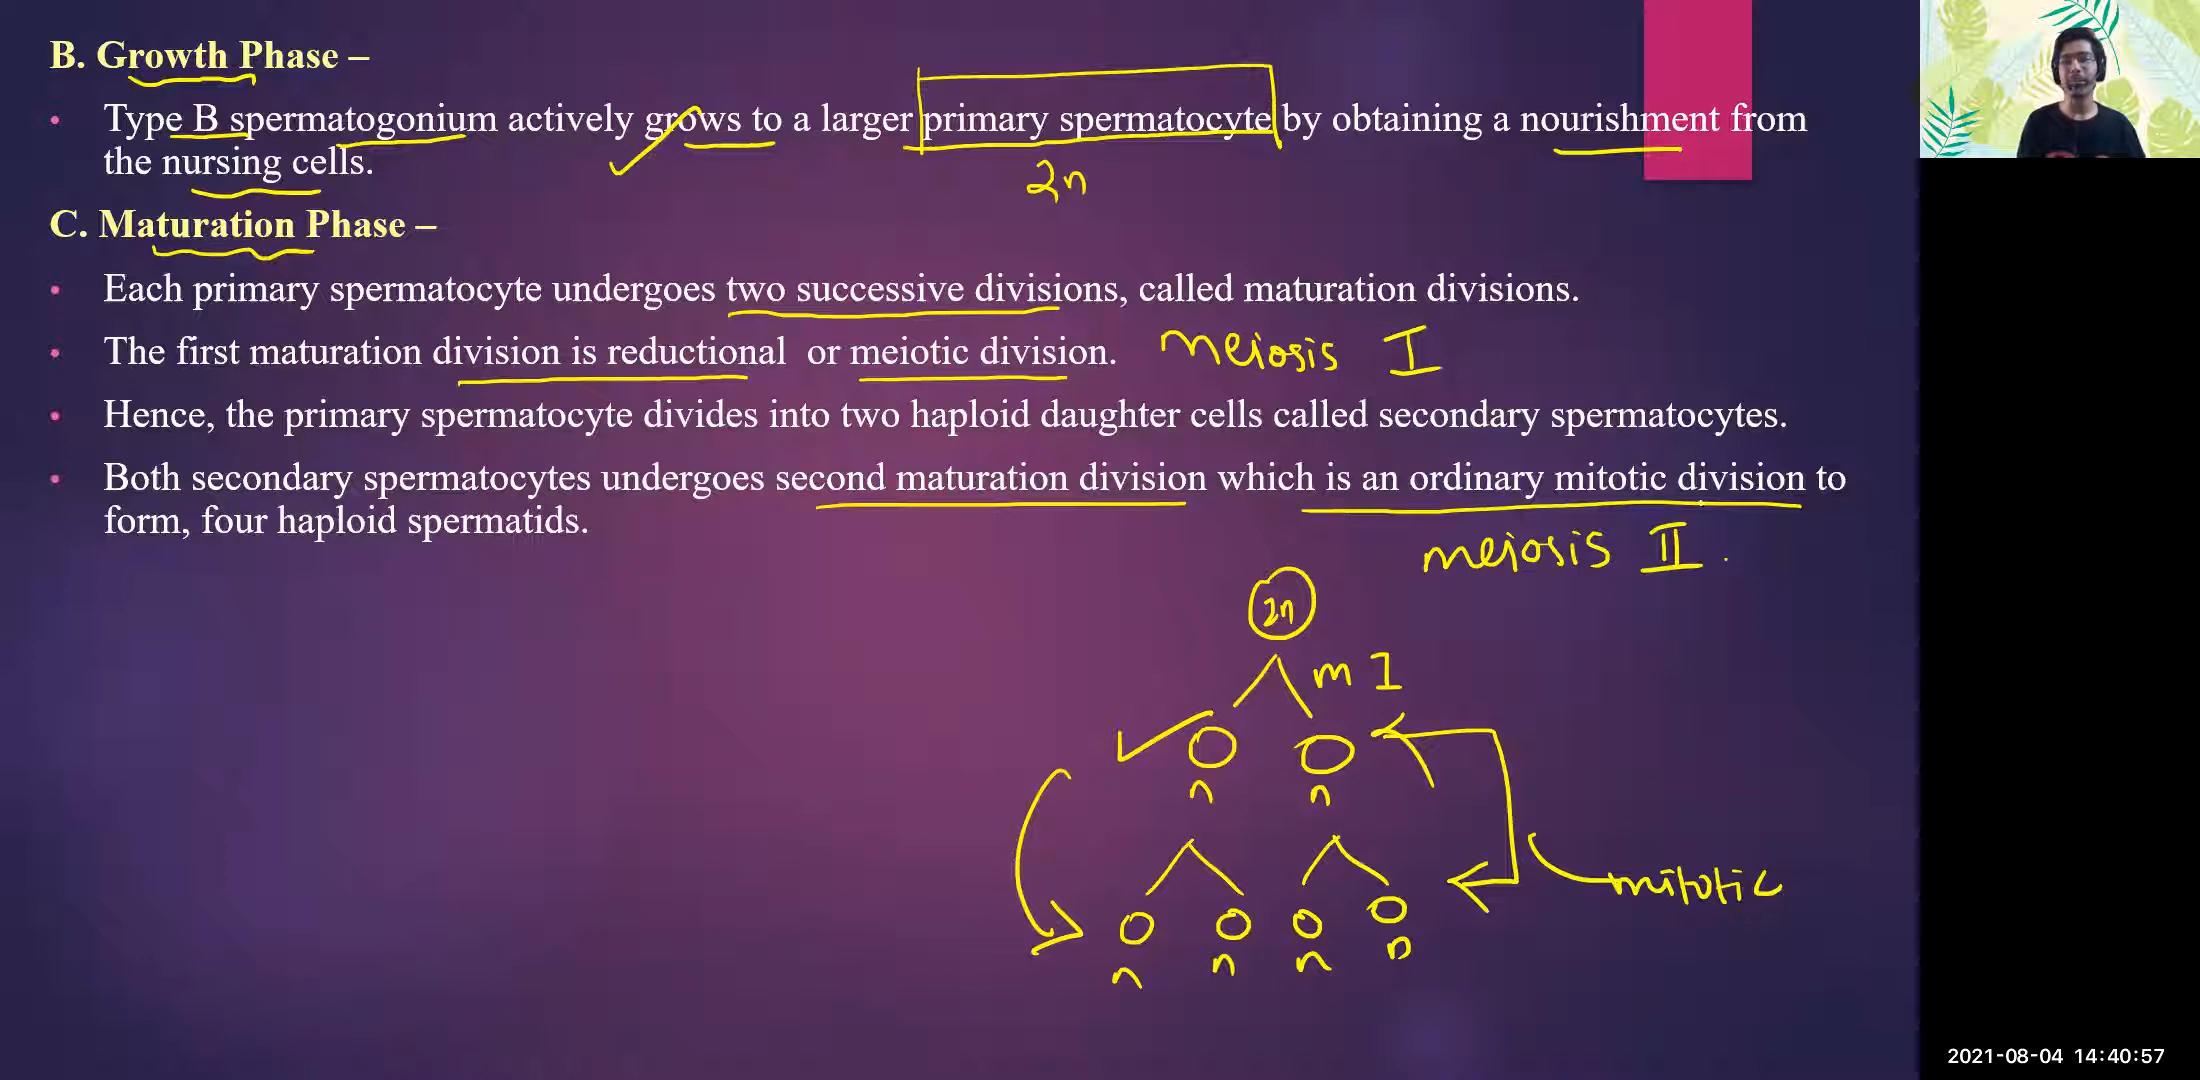 B. Growth Phase –
• Type B spermatogonium actively grows to a larger primary spermatocyte by obtaining a nourishment from
the nursing cells.
2n
C. Maturation Phase –
• Each primary spermatocyte undergoes two successive divisions, called maturation divisions.
• The first maturation division is reductional or meiotic division. meiosis I
• Hence, the primary spermatocyte divides into two haploid daughter cells called secondary spermatocytes.
• Both secondary spermatocytes undergoes second maturation division which is an ordinary mitotic division to
form, four haploid spermatids.
meiosis II.
2n
m I
n n
mitotic
n n n n
2021-08-04 14:40:57